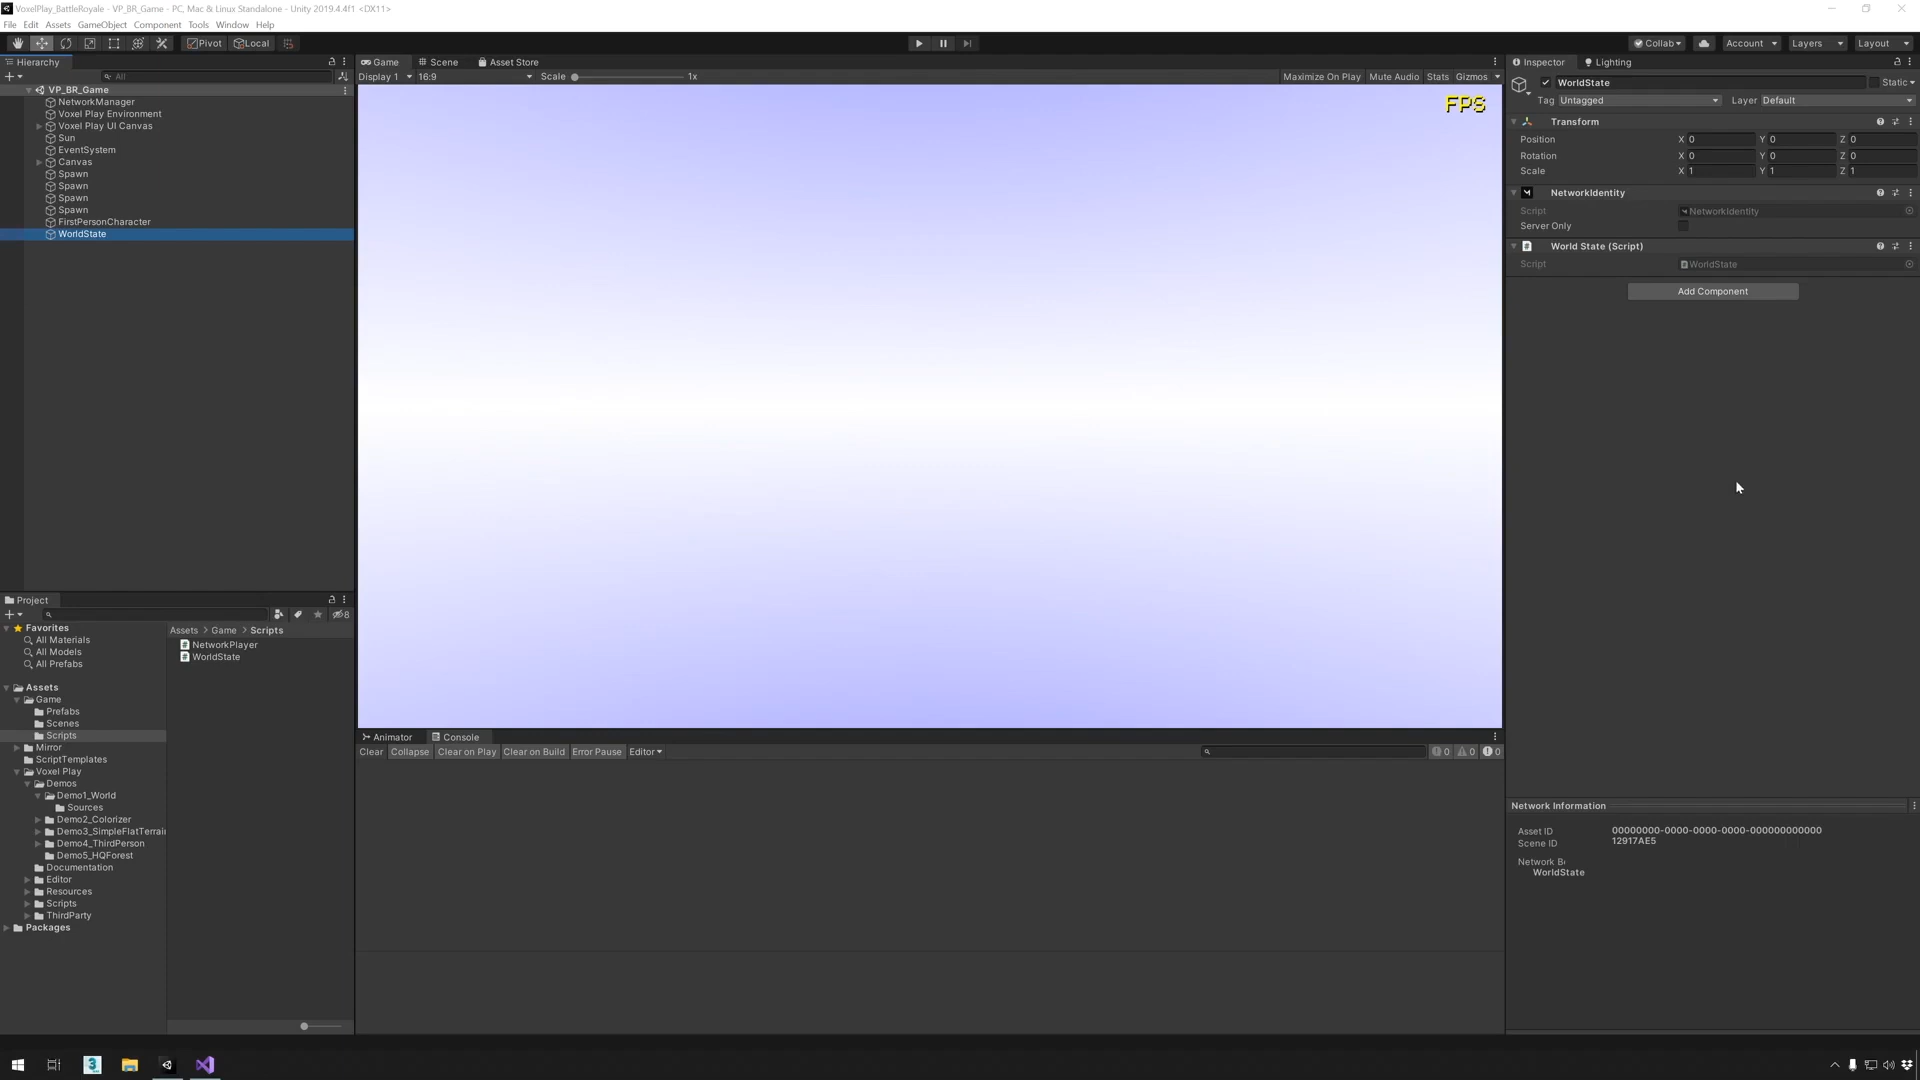 VoxelPlay_BattleRoyale - VP_BR_Game - PC, Mac & Linux Standalone - Unity 2019.4.4f1 <DX11>
File Edit Assets GameObject Component Tools Window Help
Pivot Local Collab Account Layers Layout
Hierarchy
All
VP_BR_Game
NetworkManager
Voxel Play Environment
Voxel Play UI Canvas
Sun
EventSystem
Canvas
Spawn
Spawn
Spawn
Spawn
FirstPersonCharacter
WorldState
Game Scene Asset Store
Display 1 16:9 Scale 1x Maximize On Play Mute Audio Stats Gizmos
FPS
Inspector Lighting
WorldState Static
Tag Untagged Layer Default
Transform
Position X 0 Y 0 Z 0
Rotation X 0 Y 0 Z 0
Scale X 1 Y 1 Z 1
NetworkIdentity
Script NetworkIdentity
Server Only
World State (Script)
Script WorldState
Add Component
Project
8
Favorites
All Materials
All Models
All Prefabs
Assets
Game
Prefabs
Scenes
Scripts
Mirror
ScriptTemplates
Voxel Play
Demos
Demo1_World
Sources
Demo2_Colorizer
Demo3_SimpleFlatTerrai
Demo4_ThirdPerson
Demo5_HQForest
Documentation
Editor
Resources
Scripts
ThirdParty
Packages
Assets > Game > Scripts
NetworkPlayer
WorldState
Animator Console
Clear Collapse Clear on Play Clear on Build Error Pause Editor 0 0 0
Network Information
Asset ID 00000000-0000-0000-0000-000000000000
Scene ID 12917AE5
Network B
WorldState
3